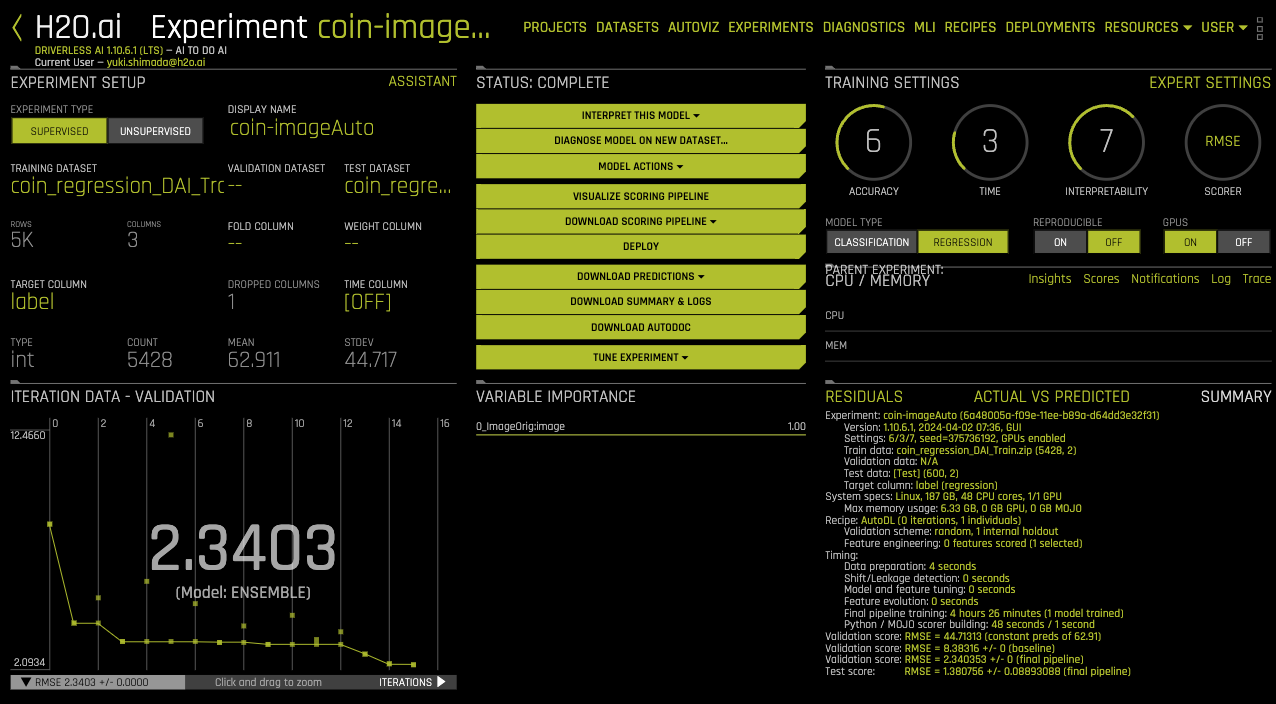 H2O.ai Experiment coin-image...
PROJECTS DATASETS AUTOVIZ EXPERIMENTS DIAGNOSTICS MLI RECIPES DEPLOYMENTS RESOURCES USER
DRIVERLESS AI 1.10.6.1 (LTS) — AI TO DO AI
Current User — yuki.shimada@h2o.ai
EXPERIMENT SETUP
ASSISTANT
EXPERIMENT TYPE
SUPERVISED UNSUPERVISED
DISPLAY NAME
coin-imageAuto
TRAINING DATASET
coin_regression_DAI_Trc
VALIDATION DATASET
--
TEST DATASET
coin_regre...
ROWS
5K
COLUMNS
3
FOLD COLUMN
--
WEIGHT COLUMN
--
TARGET COLUMN
label
DROPPED COLUMNS
1
TIME COLUMN
[OFF]
TYPE
int
COUNT
5428
MEAN
62.911
STDEV
44.717
STATUS: COMPLETE
INTERPRET THIS MODEL
DIAGNOSE MODEL ON NEW DATASET...
MODEL ACTIONS
VISUALIZE SCORING PIPELINE
DOWNLOAD SCORING PIPELINE
DEPLOY
DOWNLOAD PREDICTIONS
DOWNLOAD SUMMARY & LOGS
DOWNLOAD AUTODOC
TUNE EXPERIMENT
TRAINING SETTINGS
EXPERT SETTINGS
6 3 7 RMSE
ACCURACY TIME INTERPRETABILITY SCORER
MODEL TYPE
CLASSIFICATION REGRESSION
REPRODUCIBLE
ON OFF
GPUS
ON OFF
PARENT EXPERIMENT:
CPU / MEMORY
Insights Scores Notifications Log Trace
CPU
MEM
ITERATION DATA - VALIDATION
0 2 4 6 8 10 12 14 16
12.4660
2.3403
(Model: ENSEMBLE)
2.0934
▼ RMSE 2.3403 +/- 0.0000
Click and drag to zoom
ITERATIONS ▶
VARIABLE IMPORTANCE
0_ImageOrig:image 1.00
RESIDUALS ACTUAL VS PREDICTED SUMMARY
Experiment: coin-imageAuto (6a48005a-f09e-11ee-b89a-d64dd3e32f31)
Version: 1.10.6.1, 2024-04-02 07:36, GUI
Settings: 6/3/7, seed=375736192, GPUs enabled
Train data: coin_regression_DAI_Train.zip (5428, 2)
Validation data: N/A
Test data: [Test] (600, 2)
Target column: label (regression)
System specs: Linux, 187 GB, 48 CPU cores, 1/1 GPU
Max memory usage: 6.33 GB, 0 GB GPU, 0 GB MOJO
Recipe: AutoDL (0 iterations, 1 individuals)
Validation scheme: random, 1 internal holdout
Feature engineering: 0 features scored (1 selected)
Timing:
Data preparation: 4 seconds
Shift/Leakage detection: 0 seconds
Model and feature tuning: 0 seconds
Feature evolution: 0 seconds
Final pipeline training: 4 hours 26 minutes (1 model trained)
Python / MOJO scorer building: 48 seconds / 1 second
Validation score: RMSE = 44.71313 (constant preds of 62.91)
Validation score: RMSE = 8.38316 +/- 0 (baseline)
Validation score: RMSE = 2.340353 +/- 0 (final pipeline)
Test score: RMSE = 1.380756 +/- 0.08893088 (final pipeline)